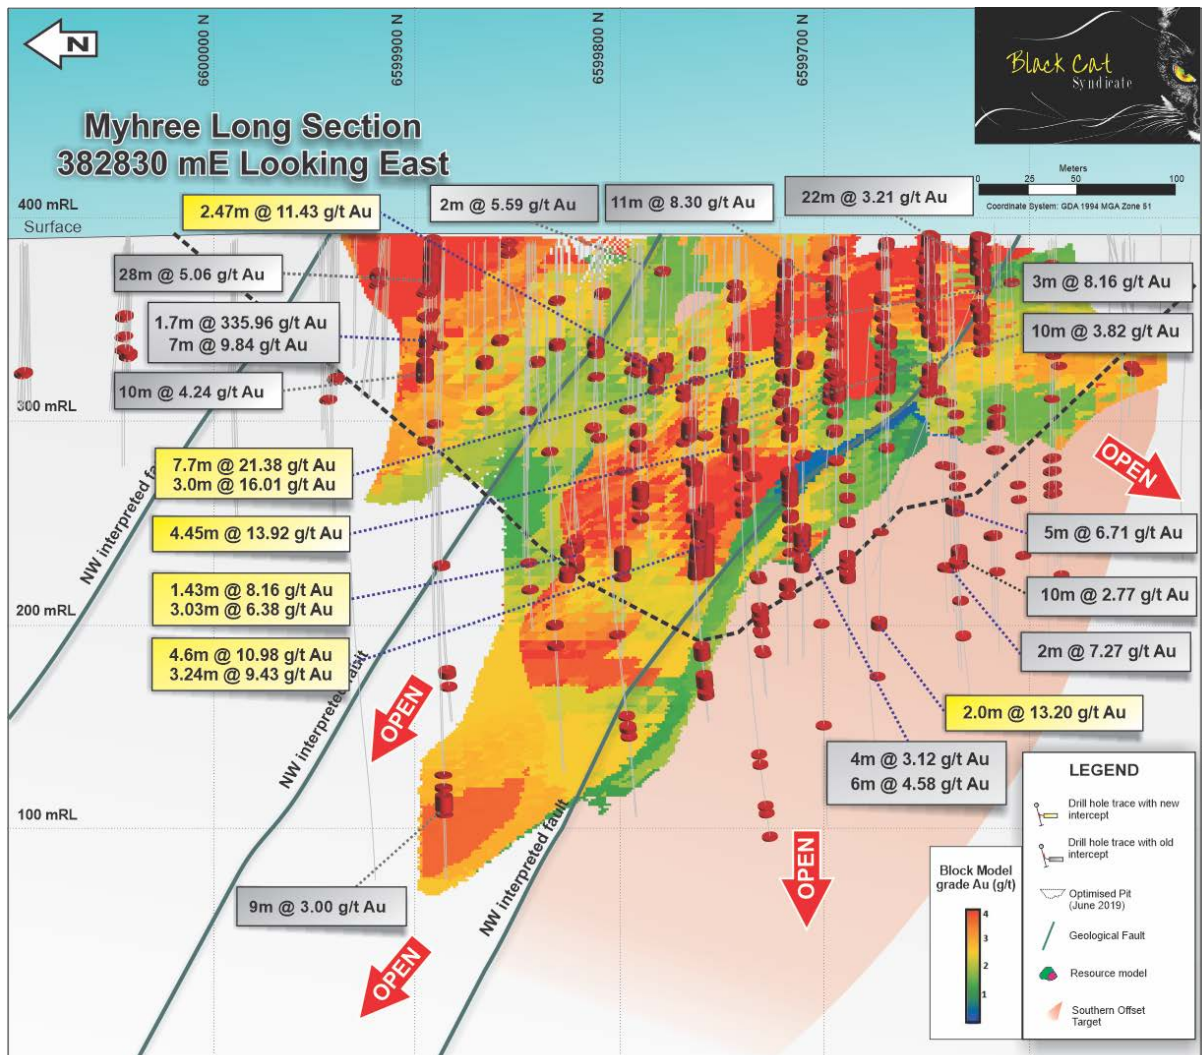 N
6600000 N
6599900 N
6599800 N
6599700 N
Black Cat
Syndicate
Myhree Long Section
382830 mE Looking East
Meters
0 25 50 100
Coordinate System: GDA 1994 MGA Zone 51
400 mRL
Surface
2.47m @ 11.43 g/t Au
2m @ 5.59 g/t Au
11m @ 8.30 g/t Au
22m @ 3.21 g/t Au
28m @ 5.06 g/t Au
3m @ 8.16 g/t Au
1.7m @ 335.96 g/t Au
7m @ 9.84 g/t Au
10m @ 3.82 g/t Au
10m @ 4.24 g/t Au
300 mRL
7.7m @ 21.38 g/t Au
3.0m @ 16.01 g/t Au
OPEN
NW interpreted fa
4.45m @ 13.92 g/t Au
5m @ 6.71 g/t Au
1.43m @ 8.16 g/t Au
3.03m @ 6.38 g/t Au
10m @ 2.77 g/t Au
200 mRL
4.6m @ 10.98 g/t Au
3.24m @ 9.43 g/t Au
2m @ 7.27 g/t Au
NW interpreted fault
OPEN
2.0m @ 13.20 g/t Au
4m @ 3.12 g/t Au
6m @ 4.58 g/t Au
100 mRL
NW interpreted fault
OPEN
9m @ 3.00 g/t Au
OPEN
Block Model
grade Au (g/t)
4
3
2
1
LEGEND
Drill hole trace with new
intercept
Drill hole trace with old
intercept
Optimised Pit
(June 2019)
Geological Fault
Resource model
Southern Offset
Target